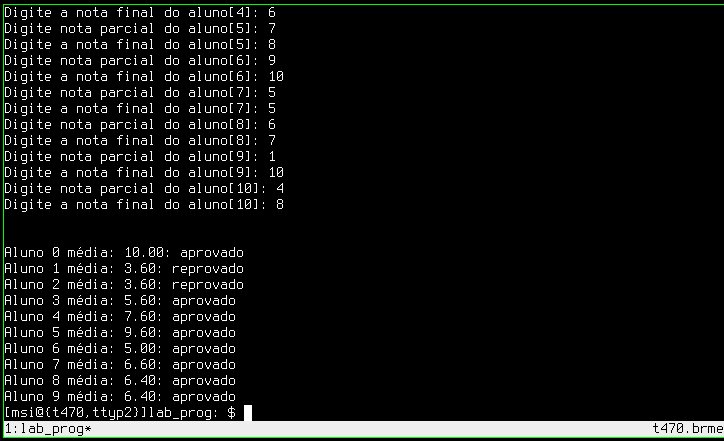 Digite a nota final do aluno[4]: 6
Digite nota parcial do aluno[5]: 7
Digite a nota final do aluno[5]: 8
Digite nota parcial do aluno[6]: 9
Digite a nota final do aluno[6]: 10
Digite nota parcial do aluno[7]: 5
Digite a nota final do aluno[7]: 5
Digite nota parcial do aluno[8]: 6
Digite a nota final do aluno[8]: 7
Digite nota parcial do aluno[9]: 1
Digite a nota final do aluno[9]: 10
Digite nota parcial do aluno[10]: 4
Digite a nota final do aluno[10]: 8
Aluno 0 média: 10.00: aprovado
Aluno 1 média: 3.60: reprovado
Aluno 2 média: 3.60: reprovado
Aluno 3 média: 5.60: aprovado
Aluno 4 média: 7.60: aprovado
Aluno 5 média: 9.60: aprovado
Aluno 6 média: 5.00: aprovado
Aluno 7 média: 6.60: aprovado
Aluno 8 média: 6.40: aprovado
Aluno 9 média: 6.40: aprovado
[msi@(t470,ttyp2)]lab_prog: $
1:lab_prog* t470.brme